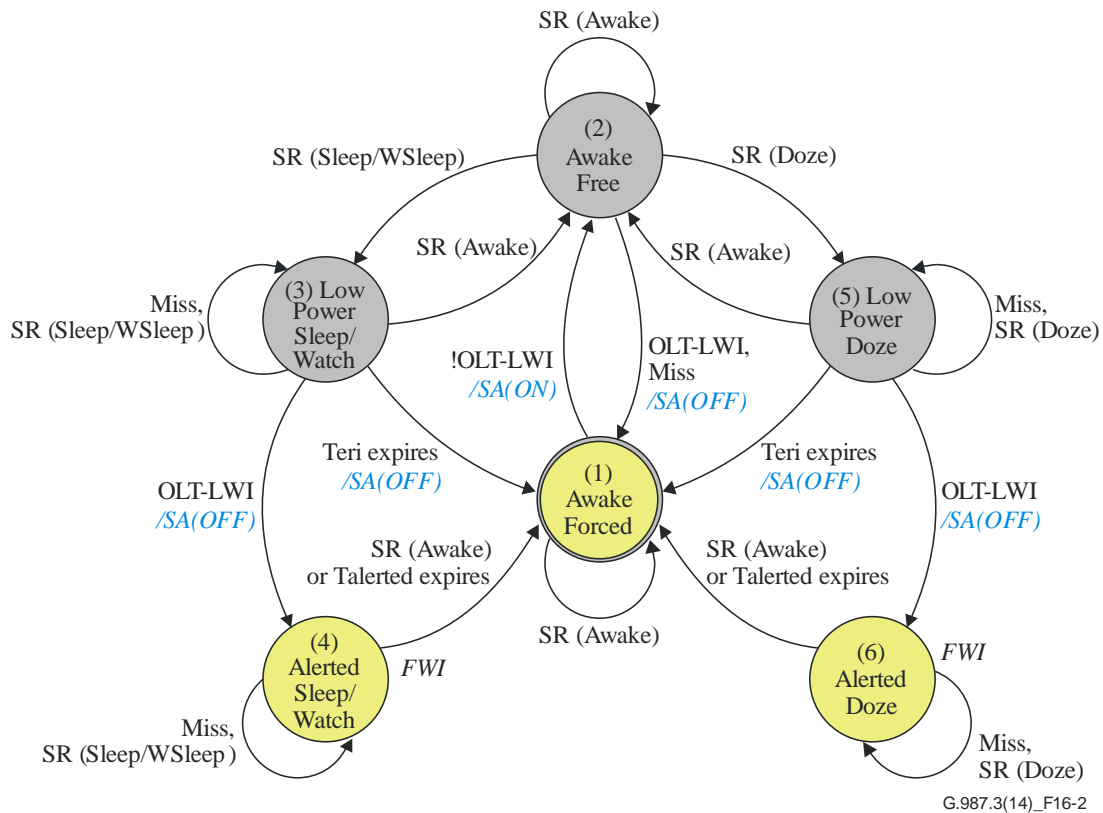 SR (Awake)
(2)
Awake
Free
SR (Sleep/WSleep)
SR (Doze)
SR (Awake)
SR (Awake)
(3) Low
Power
Sleep/
Watch
(5) Low
Power
Doze
Miss,
SR (Sleep/WSleep)
Miss,
SR (Doze)
!OLT-LWI
/SA(ON)
OLT-LWI,
Miss
/SA(OFF)
Teri expires
/SA(OFF)
Teri expires
/SA(OFF)
(1)
Awake
Forced
OLT-LWI
/SA(OFF)
OLT-LWI
/SA(OFF)
SR (Awake)
or Talerted expires
SR (Awake)
or Talerted expires
SR (Awake)
(4)
Alerted
Sleep/
Watch
FWI
(6)
Alerted
Doze
FWI
Miss,
SR (Sleep/WSleep)
Miss,
SR (Doze)
G.987.3(14)_F16-2